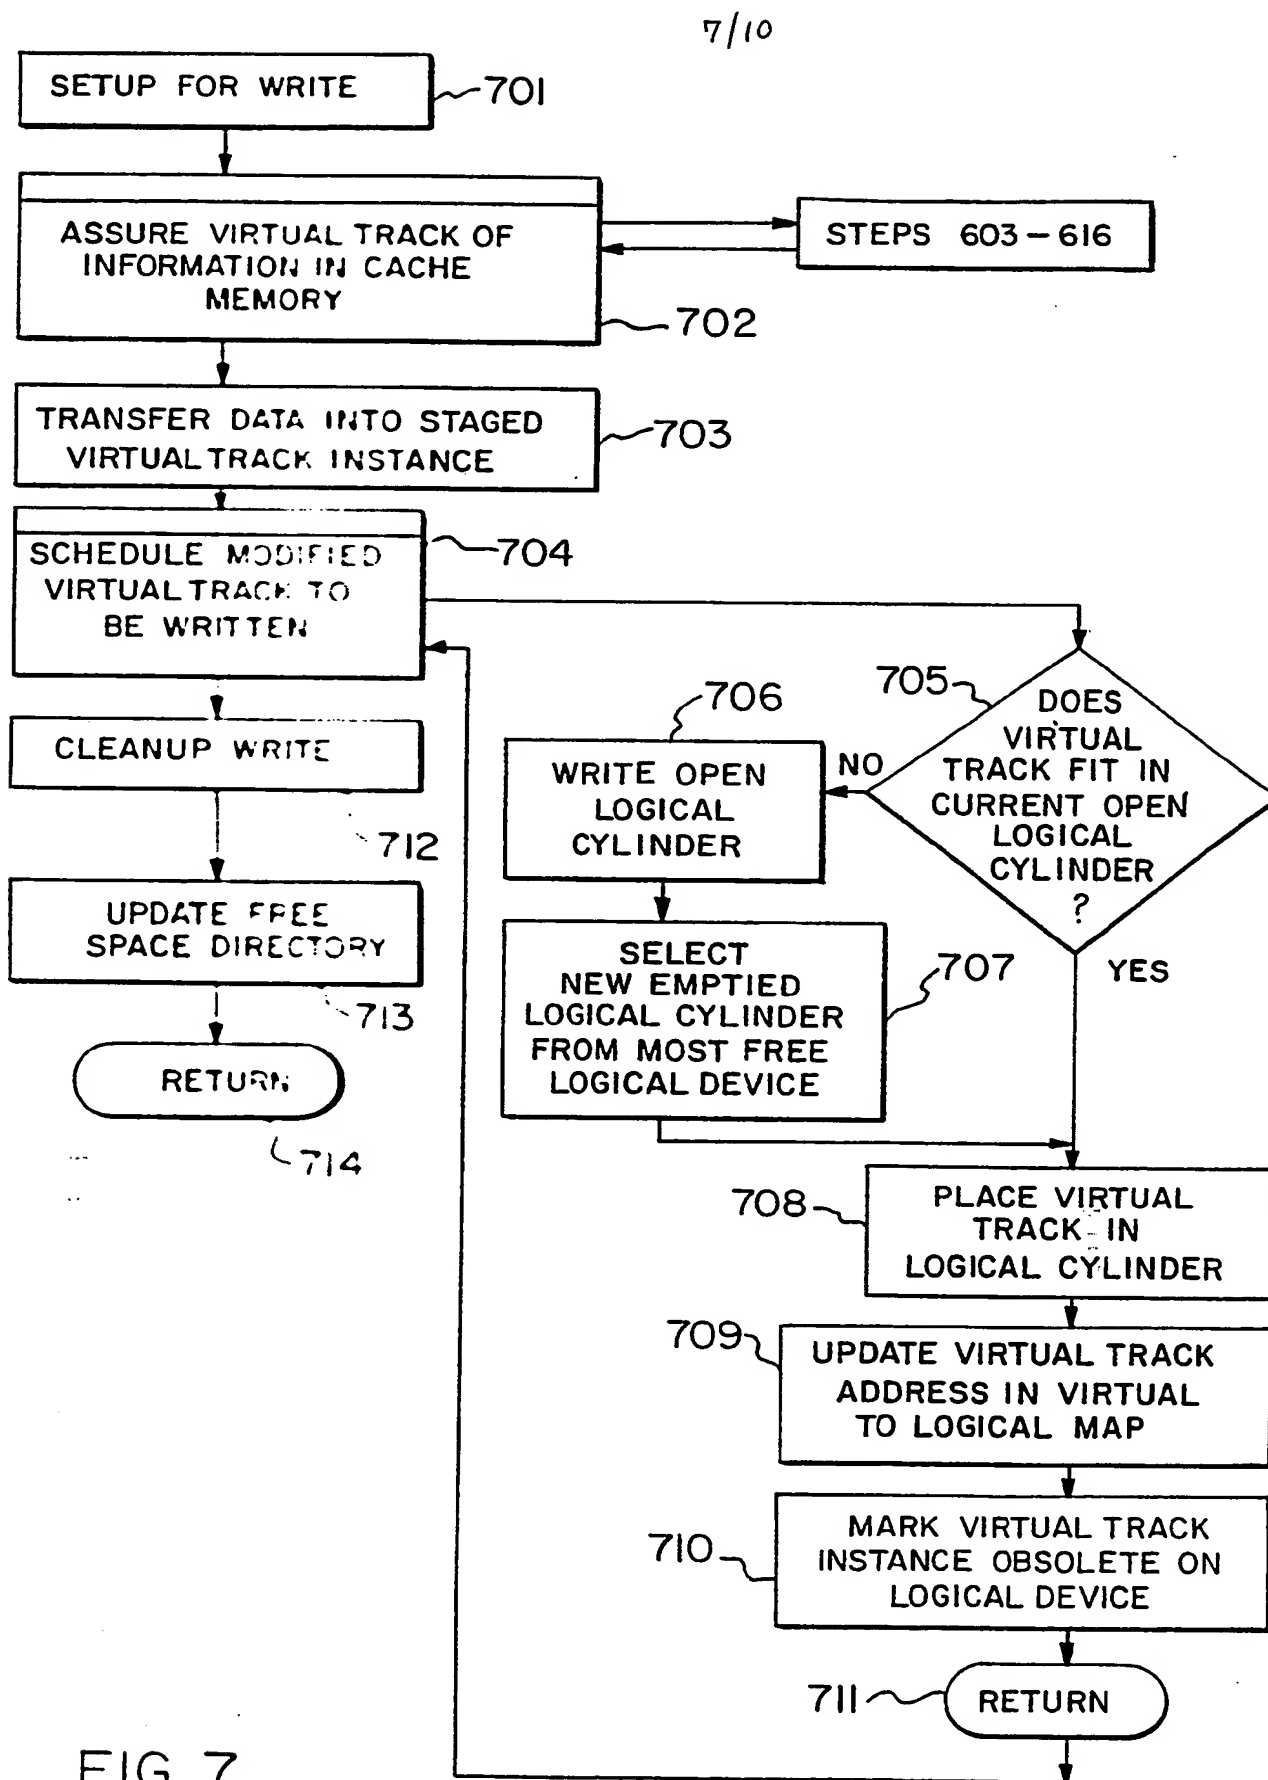 7/10
SETUP FOR WRITE
701
ASSURE VIRTUAL TRACK OF
INFORMATION IN CACHE
MEMORY
702
STEPS 603-616
TRANSFER DATA INTO STAGED
VIRTUAL TRACK INSTANCE
703
SCHEDULE MODIFIED
VIRTUAL TRACK TO
BE WRITTEN
704
CLEANUP WRITE
712
UPDATE FREE
SPACE DIRECTORY
713
RETURN
714
705
DOES
VIRTUAL
TRACK FIT IN
CURRENT OPEN
LOGICAL
CYLINDER
?
NO
YES
706
WRITE OPEN
LOGICAL
CYLINDER
SELECT
NEW EMPTIED
LOGICAL CYLINDER
FROM MOST FREE
LOGICAL DEVICE
707
708
PLACE VIRTUAL
TRACK IN
LOGICAL CYLINDER
709
UPDATE VIRTUAL TRACK
ADDRESS IN VIRTUAL
TO LOGICAL MAP
710
MARK VIRTUAL TRACK
INSTANCE OBSOLETE ON
LOGICAL DEVICE
711
RETURN
FIG 7